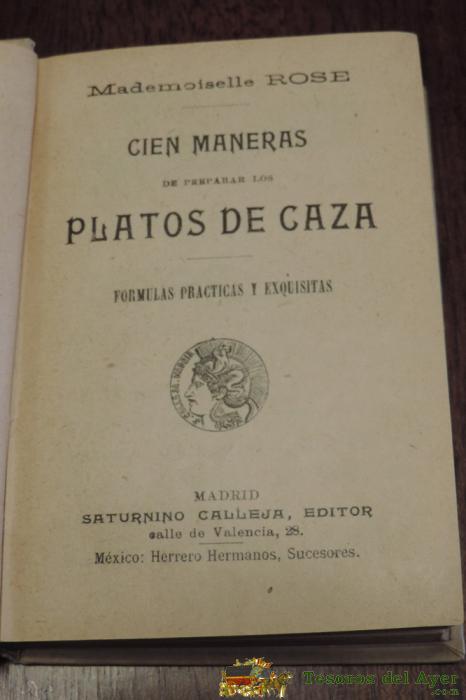 Mademoiselle ROSE
CIEN MANERAS
DE PREPARAR LOS
PLATOS DE CAZA
FORMULAS PRACTICAS Y EXQUISITAS
MADRID
SATURNINO CALLEJA, EDITOR
calle de Valencia, 28.
México: Herrero Hermanos, Sucesores.
Tesoros del Ayer
.com